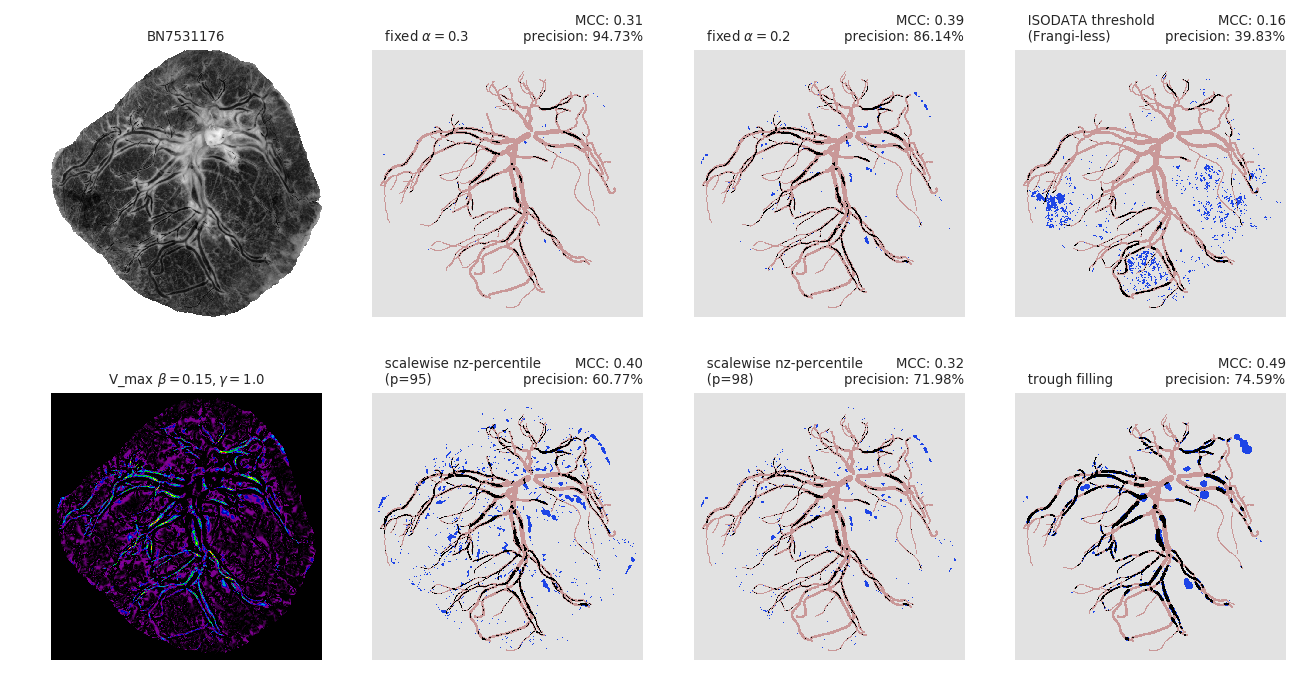 BN7531176
MCC: 0.31
fixed α = 0.3 precision: 94.73%
MCC: 0.39
fixed α = 0.2 precision: 86.14%
ISODATA threshold MCC: 0.16
(Frangi-less) precision: 39.83%
V_max β = 0.15, γ = 1.0
scalewise nz-percentile MCC: 0.40
(p=95) precision: 60.77%
scalewise nz-percentile MCC: 0.32
(p=98) precision: 71.98%
MCC: 0.49
trough filling precision: 74.59%